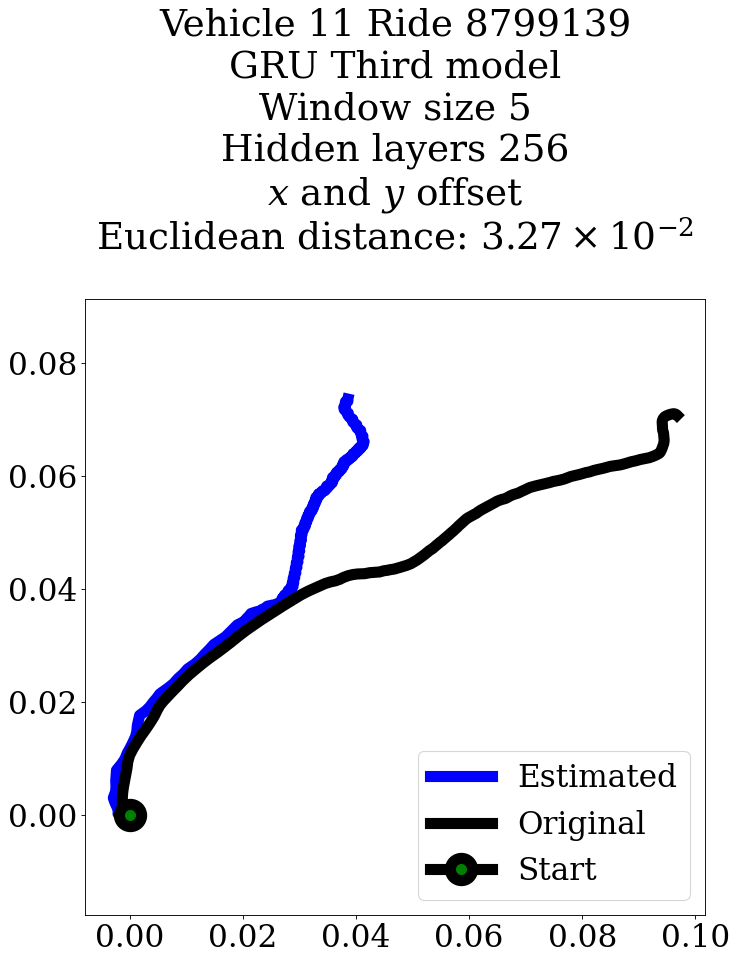 Vehicle 11 Ride 8799139
GRU Third model
Window size 5
Hidden layers 256
x and y offset
Euclidean distance: 3.27 × 10⁻²
0.08
0.06
0.04
0.02
0.00
Estimated
Original
Start
0.00 0.02 0.04 0.06 0.08 0.10